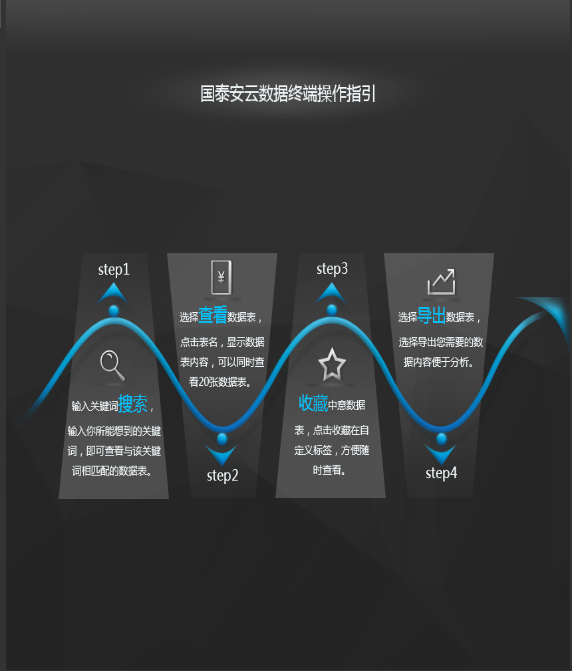 国泰安云数据终端操作指引
step1
输入关键词搜索，
输入你所能想到的关键
词，即可查看与该关键
词相匹配的数据表。
¥
选择查看数据表，
点击表名，显示数据
表内容，可以同时查
看20张数据表。
step2
step3
收藏中意数据
表，点击收藏在自
定义标签，方便随
时查看。
选择导出数据表，
选择导出您需要的数
据内容便于分析。
step4